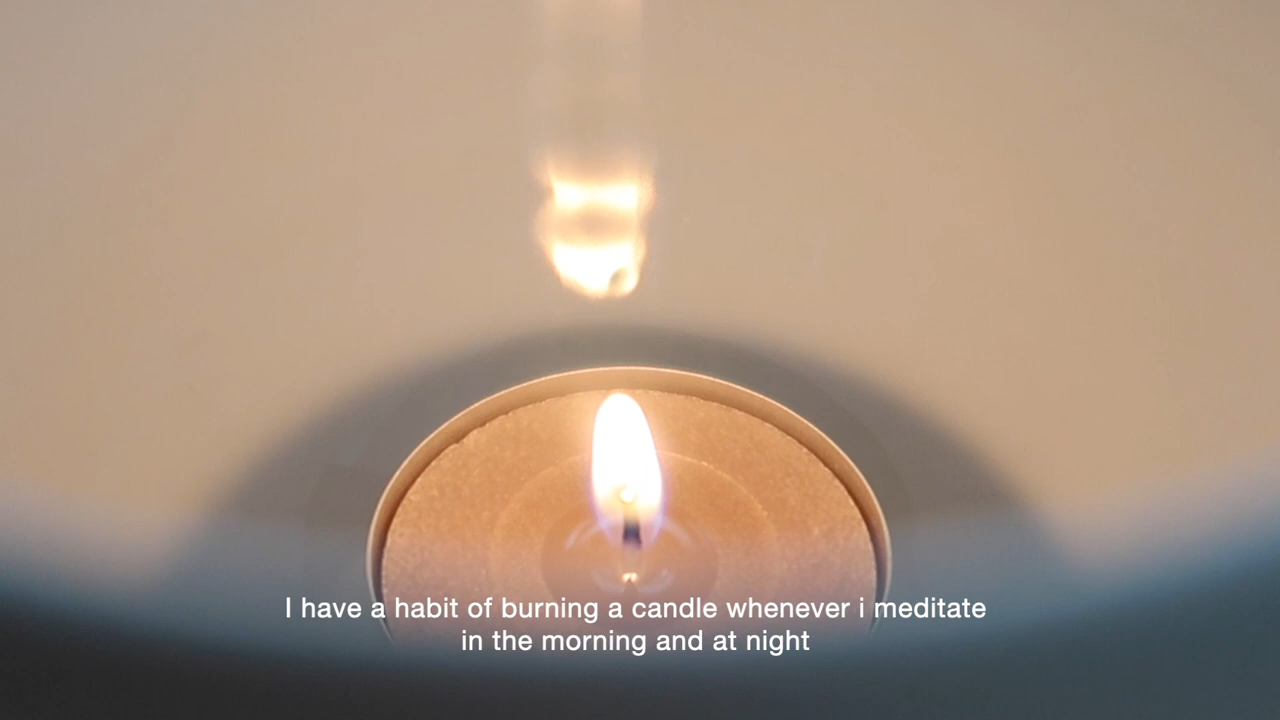 I have a habit of burning a candle whenever i meditate
in the morning and at night